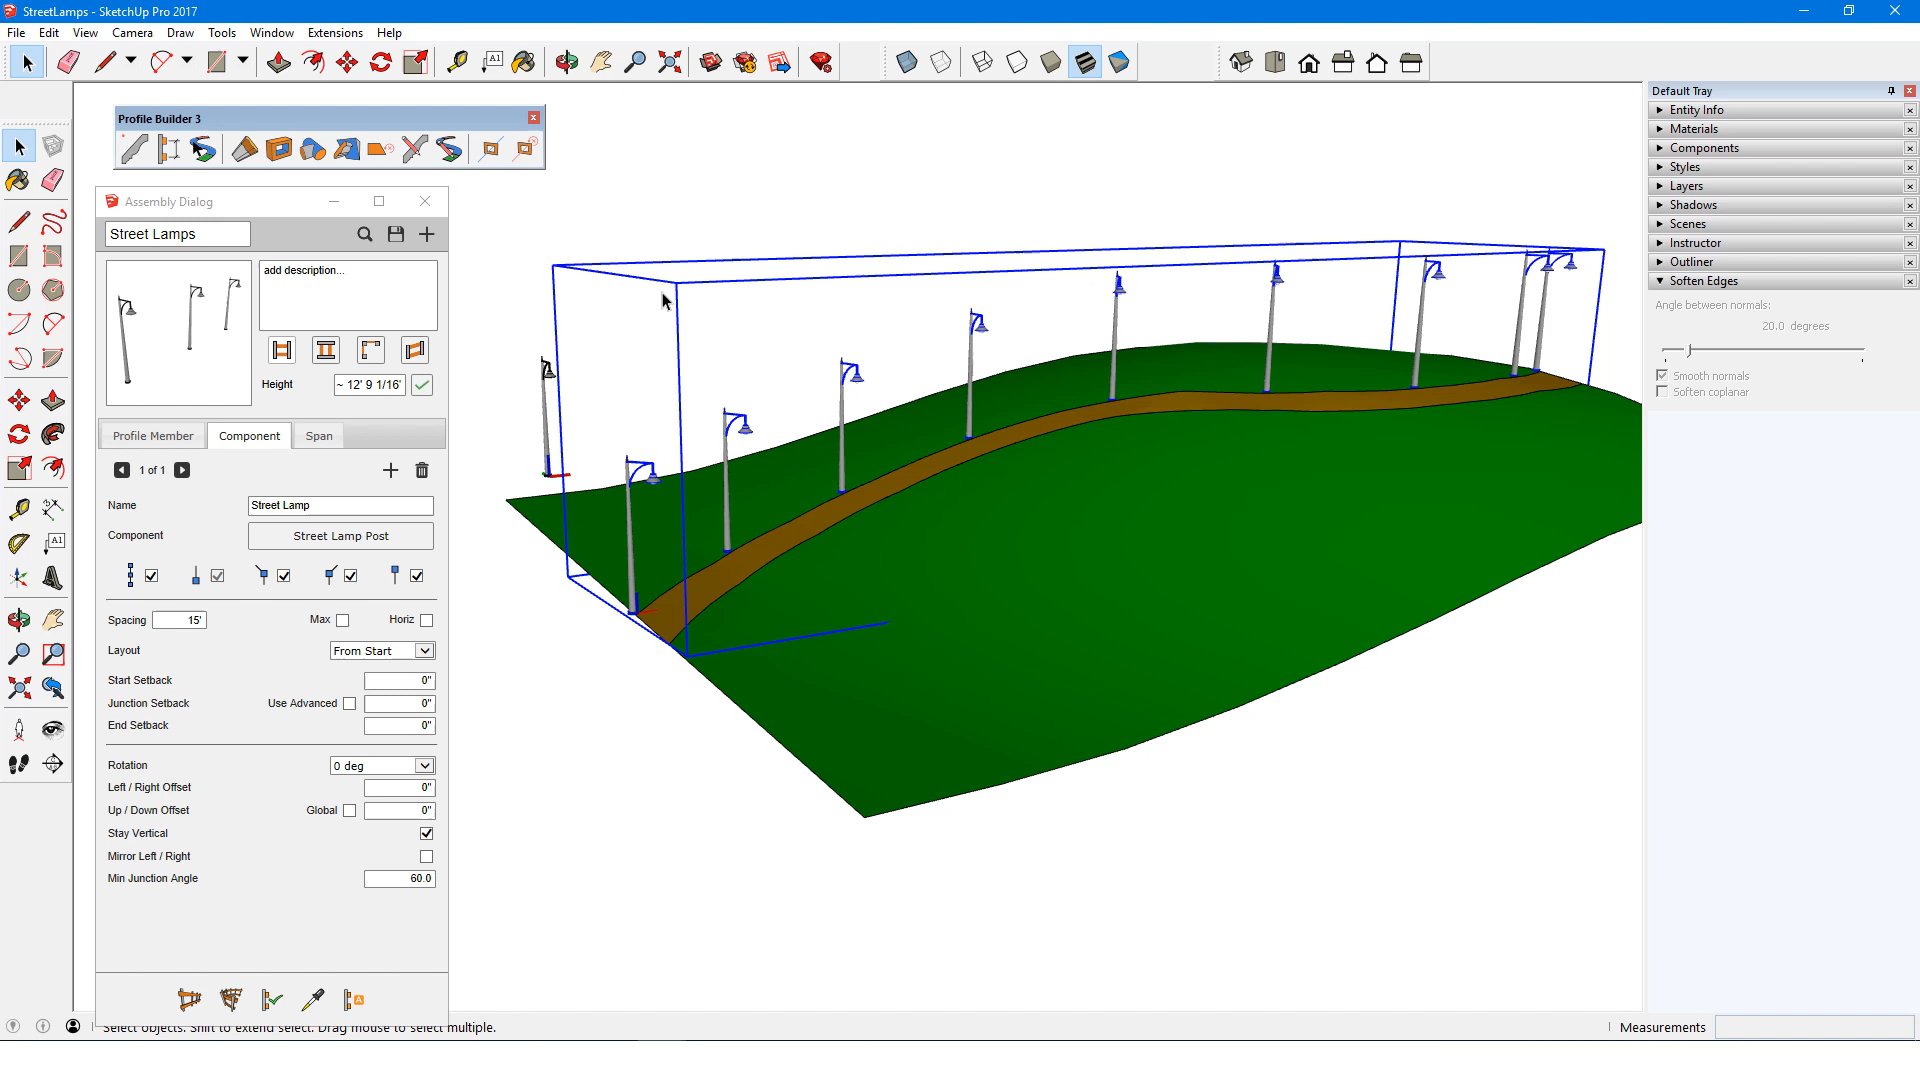 StreetLamps - SketchUp Pro 2017
File Edit View Camera Draw Tools Window Extensions Help
A1
Profile Builder 3
Assembly Dialog
Street Lamps
add description...
Height ~ 12' 9 1/16"
Profile Member Component Span
1 of 1
Name Street Lamp
Component Street Lamp Post
Spacing 15' Max Horiz
Layout From Start
Start Setback 0"
Junction Setback Use Advanced 0"
End Setback 0"
Rotation 0 deg
Left / Right Offset 0"
Up / Down Offset Global 0"
Stay Vertical
Mirror Left / Right
Min Junction Angle 60.0
A
A1
Default Tray
Entity Info
Materials
Components
Styles
Layers
Shadows
Scenes
Instructor
Outliner
Soften Edges
Angle between normals:
20.0 degrees
Smooth normals
Soften coplanar
Select objects. Shift to extend select. Drag mouse to select multiple.
Measurements